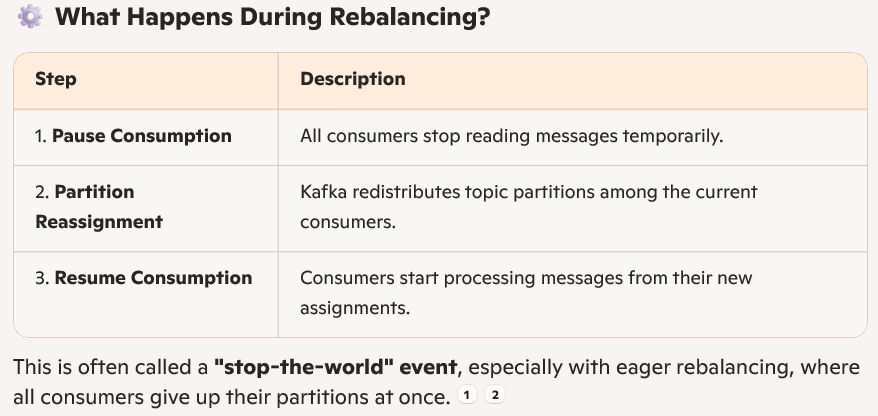 What Happens During Rebalancing?
Step Description
1. Pause Consumption All consumers stop reading messages temporarily.
2. Partition Reassignment
Kafka redistributes topic partitions among the current
consumers.
3. Resume Consumption Consumers start processing messages from their new
assignments.
This is often called a "stop-the-world" event, especially with eager rebalancing, where
all consumers give up their partitions at once. 1 2